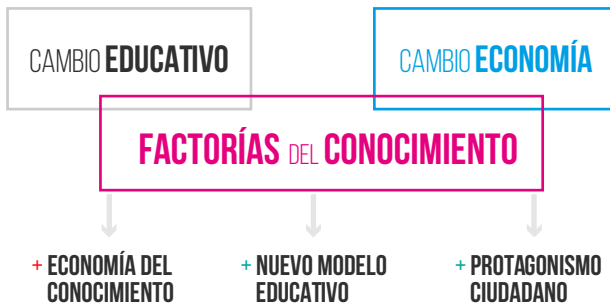 CAMBIO EDUCATIVO
CAMBIO ECONOMÍA
FACTORÍAS DEL CONOCIMIENTO
+ ECONOMÍA DEL
CONOCIMIENTO
+ NUEVO MODELO
EDUCATIVO
+ PROTAGONISMO
CIUDADANO